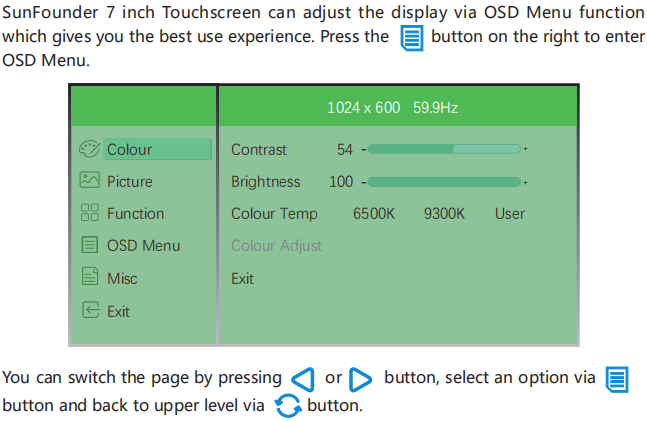 SunFounder 7 inch Touchscreen can adjust the display via OSD Menu function
which gives you the best use experience. Press the button on the right to enter
OSD Menu.
1024 x 600 59.9Hz
Colour
Picture
Function
OSD Menu
Misc
Exit
Contrast 54 - +
Brightness 100 - +
Colour Temp 6500K 9300K User
Colour Adjust
Exit
You can switch the page by pressing or button, select an option via
button and back to upper level via button.